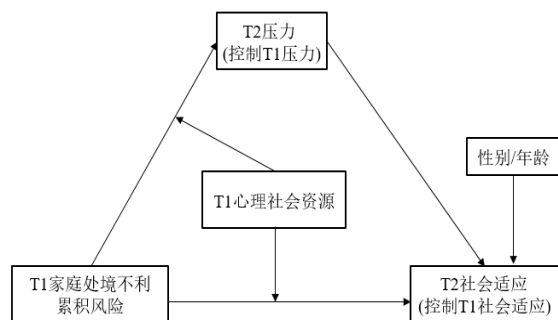 T2压力
(控制T1压力)
性别/年龄
T1心理社会资源
T1家庭处境不利
累积风险
T2社会适应
(控制T1社会适应)